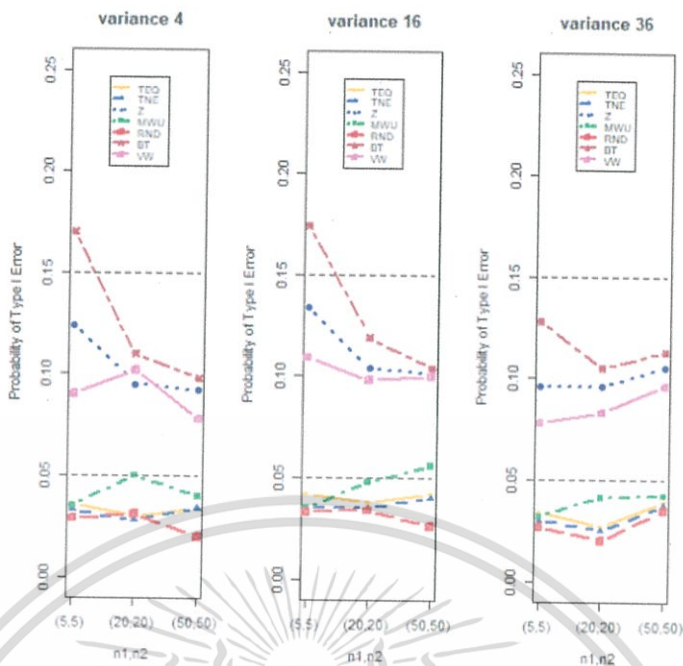 variance 4
0.25
0.20
0.15
0.10
0.05
0.00
Probability of Type I Error
TEQ
TNE
Z
MWU
RND
BT
VW
(5,5)
(20,20)
(50,50)
n1,n2
variance 16
0.25
0.20
0.15
0.10
0.05
0.00
Probability of Type I Error
TEQ
TNE
Z
MWU
RND
BT
VW
(5,5)
(20,20)
(50,50)
n1,n2
variance 36
0.25
0.20
0.15
0.10
0.05
0.00
Probability of Type I Error
TEQ
TNE
Z
MWU
RND
BT
VW
(5,5)
(20,20)
(50,50)
n1,n2